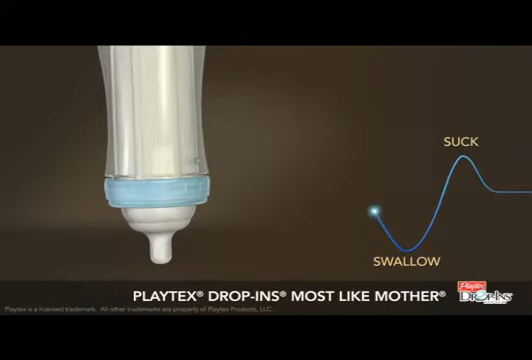 SUCK
SWALLOW
PLAYTEX® DROP-INS® MOST LIKE MOTHER®
Playtex
DROP-INS
Playtex is a licensed trademark. All other trademarks are property of Playtex Products, LLC.